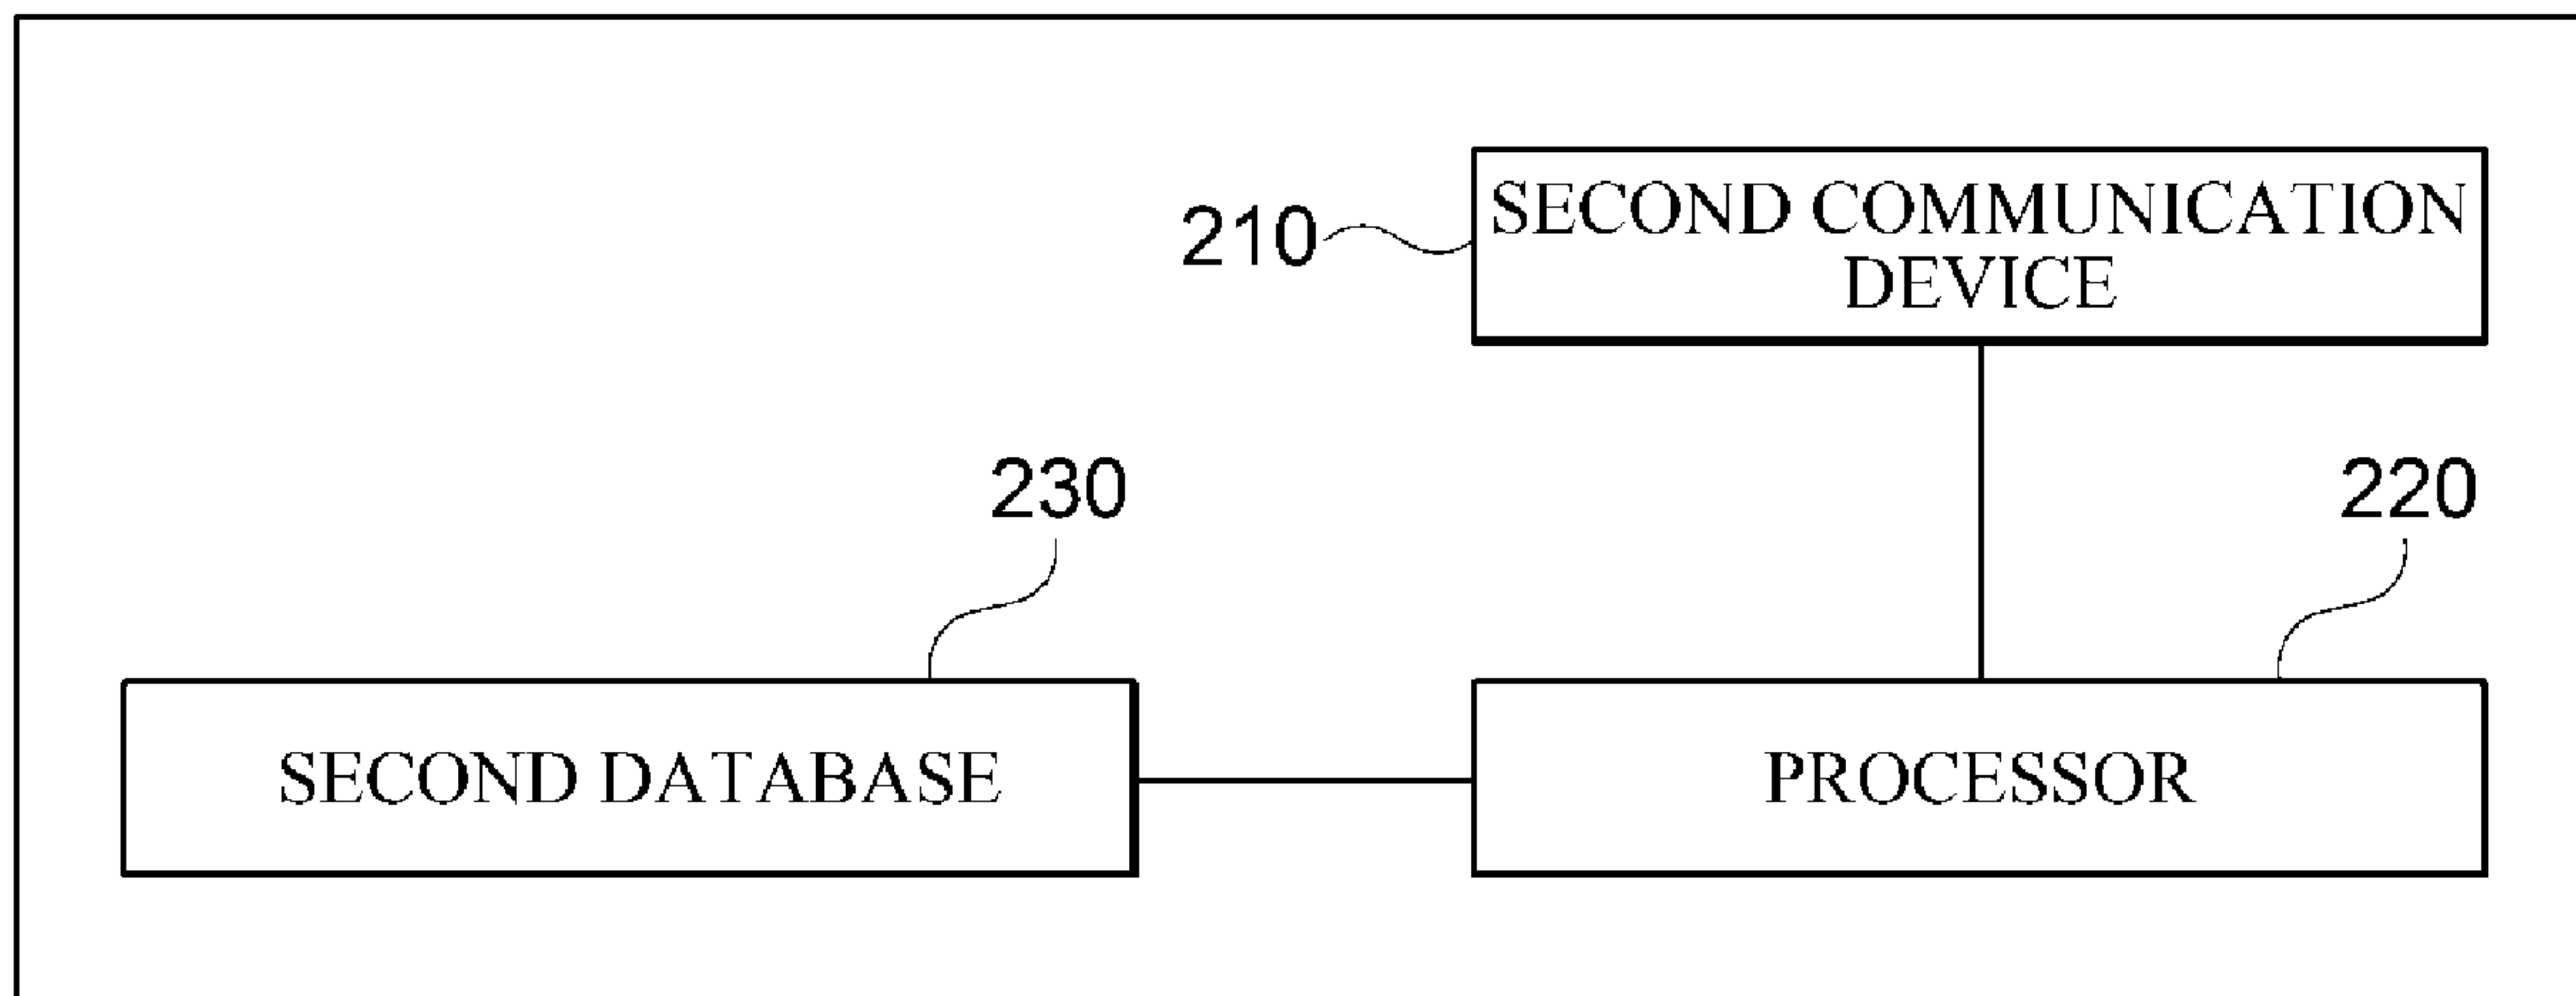 210
SECOND COMMUNICATION
DEVICE
230
220
SECOND DATABASE
PROCESSOR